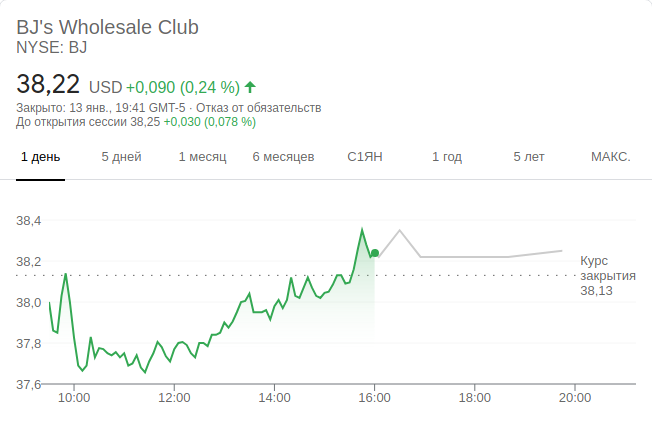 BJ's Wholesale Club
NYSE: BJ
38,22 USD +0,090 (0,24 %)
Закрыто: 13 янв., 19:41 GMT-5 · Отказ от обязательств
До открытия сессии 38,25 +0,030 (0,078 %)
1 день 5 дней 1 месяц 6 месяцев С1ЯН 1 год 5 лет МАКС.
38,4
38,2
38,0
37,8
37,6
Курс
закрытия
38,13
10:00 12:00 14:00 16:00 18:00 20:00